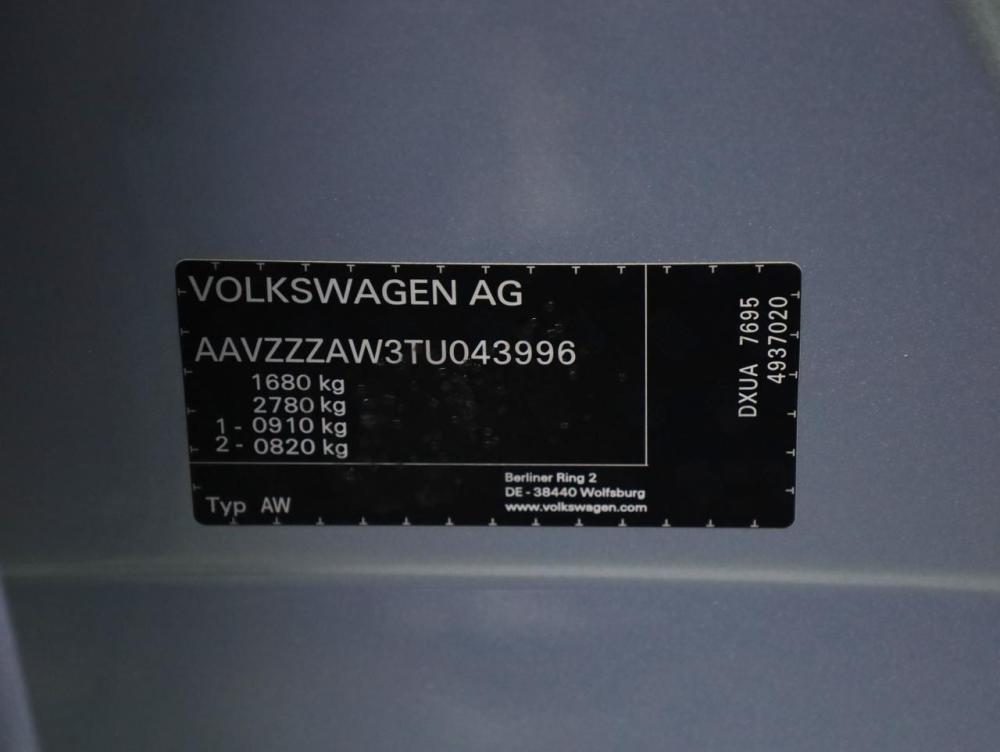 VOLKSWAGEN AG
AAVZZZAW3TU043996
1680 kg
2780 kg
1 - 0910 kg
2 - 0820 kg
Typ AW
Berliner Ring 2
DE - 38440 Wolfsburg
www.volkswagen.com
DXUA 7695
4937020